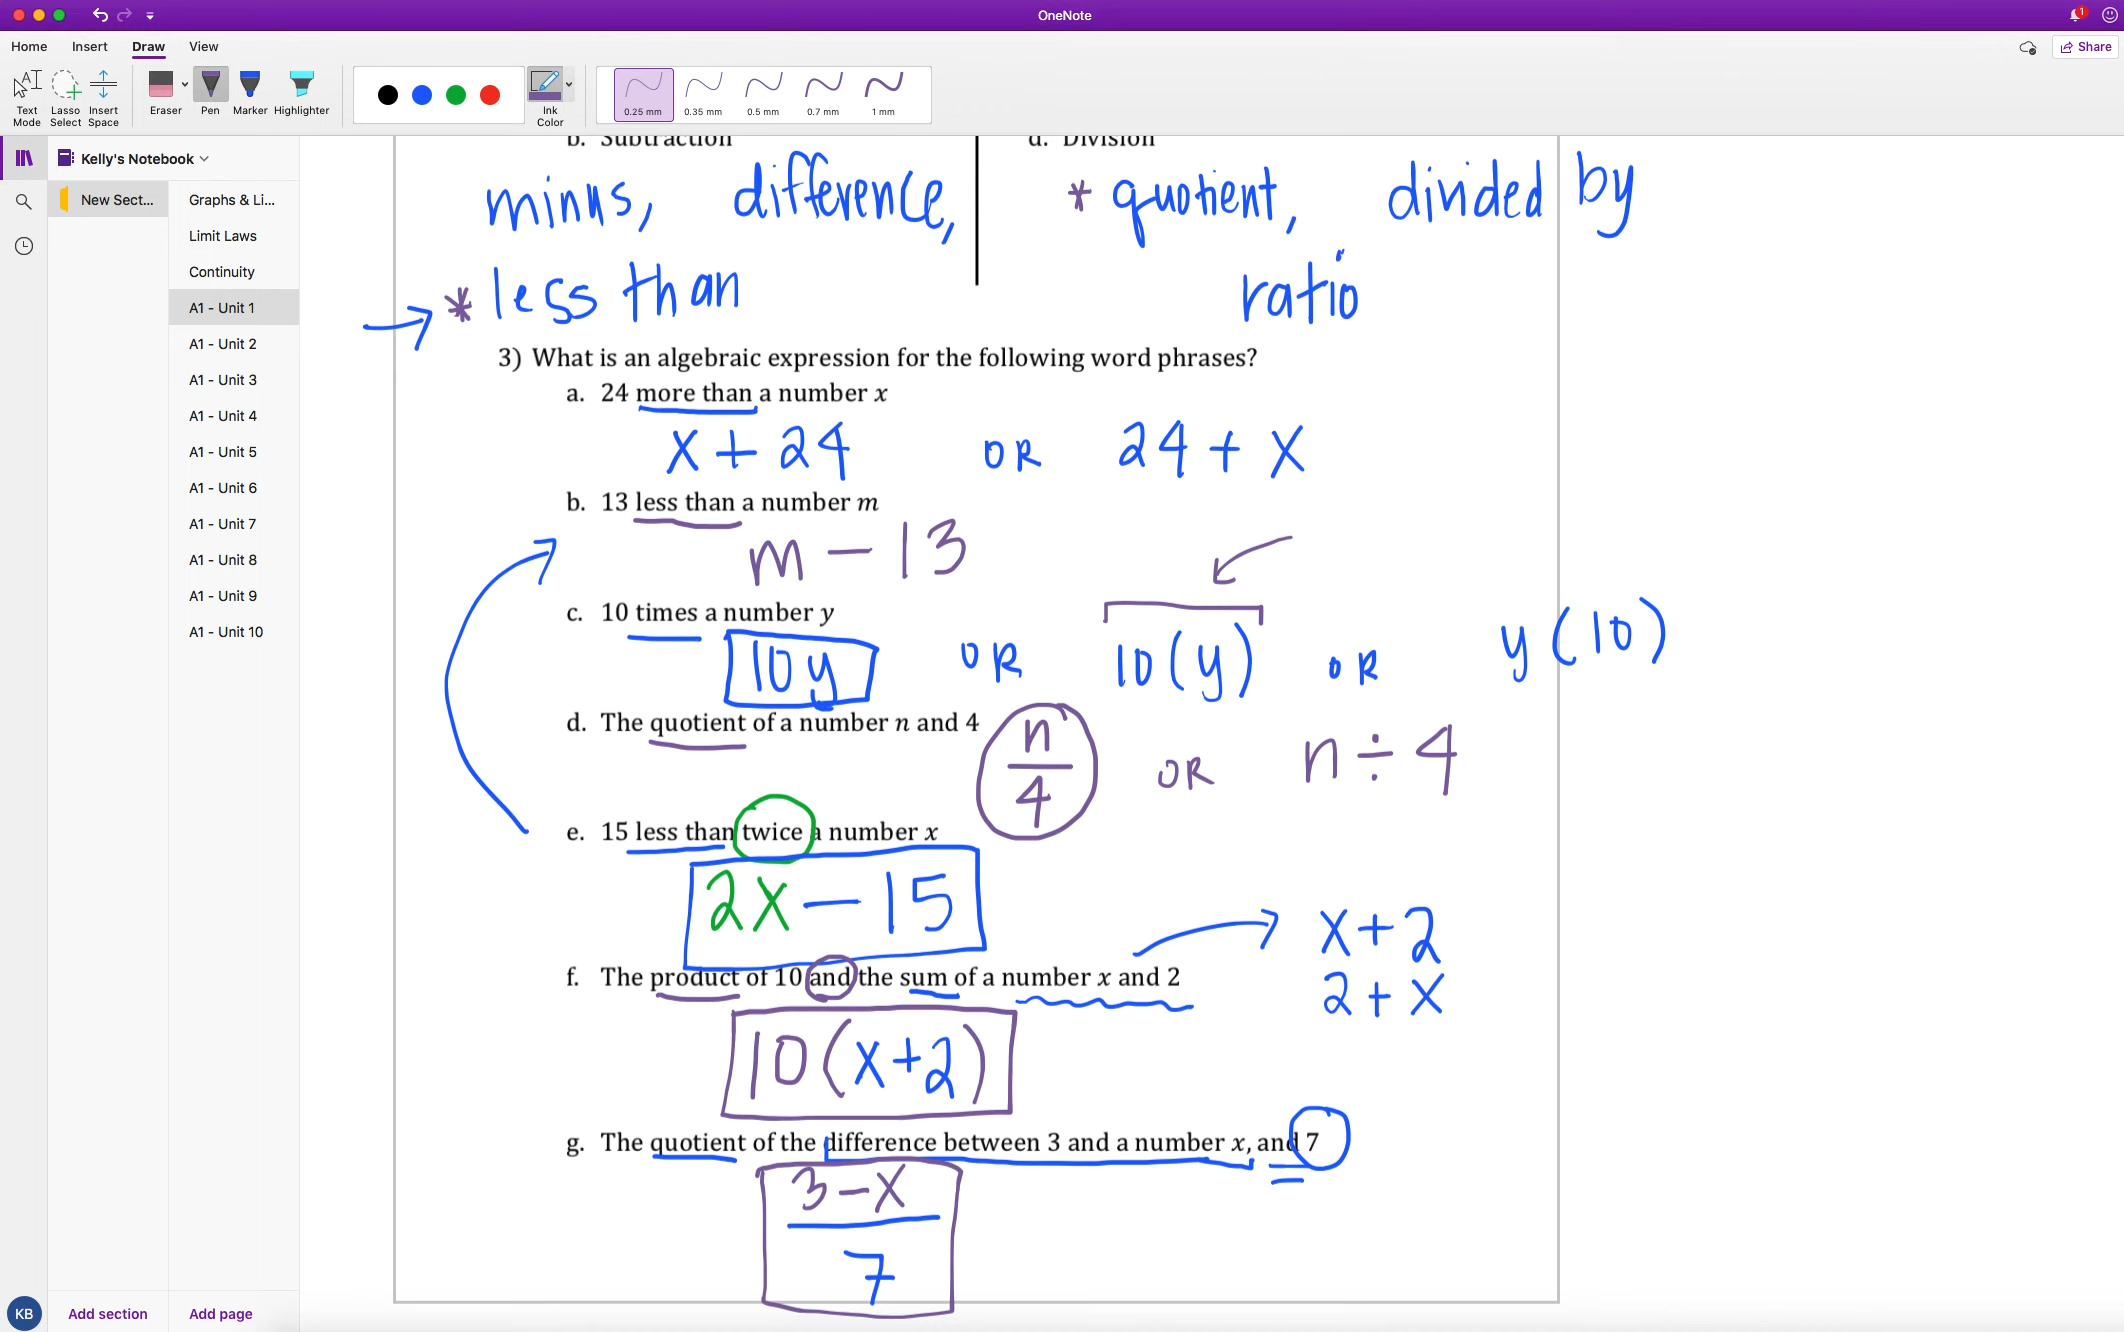 OneNote
1
Home Insert Draw View
Share
Text Mode
Lasso Select
Insert Space
Eraser
Pen
Marker
Highlighter
Ink Color
0.25 mm
0.35 mm
0.5 mm
0.7 mm
1 mm
Kelly's Notebook
New Sect...
Graphs & Li...
Limit Laws
Continuity
A1 - Unit 1
A1 - Unit 2
A1 - Unit 3
A1 - Unit 4
A1 - Unit 5
A1 - Unit 6
A1 - Unit 7
A1 - Unit 8
A1 - Unit 9
A1 - Unit 10
KB
Add section
Add page
b. Subtraction
minus, difference,
* less than
d. Division
* quotient, divided by
ratio
3) What is an algebraic expression for the following word phrases?
a. 24 more than a number x
x + 24 OR 24 + x
b. 13 less than a number m
m - 13
c. 10 times a number y
10y OR 10(y) OR y(10)
d. The quotient of a number n and 4
n/4 OR n ÷ 4
e. 15 less than twice a number x
2x - 15
x + 2
2 + x
f. The product of 10 and the sum of a number x and 2
10(x+2)
g. The quotient of the difference between 3 and a number x, and 7
3 - x
7